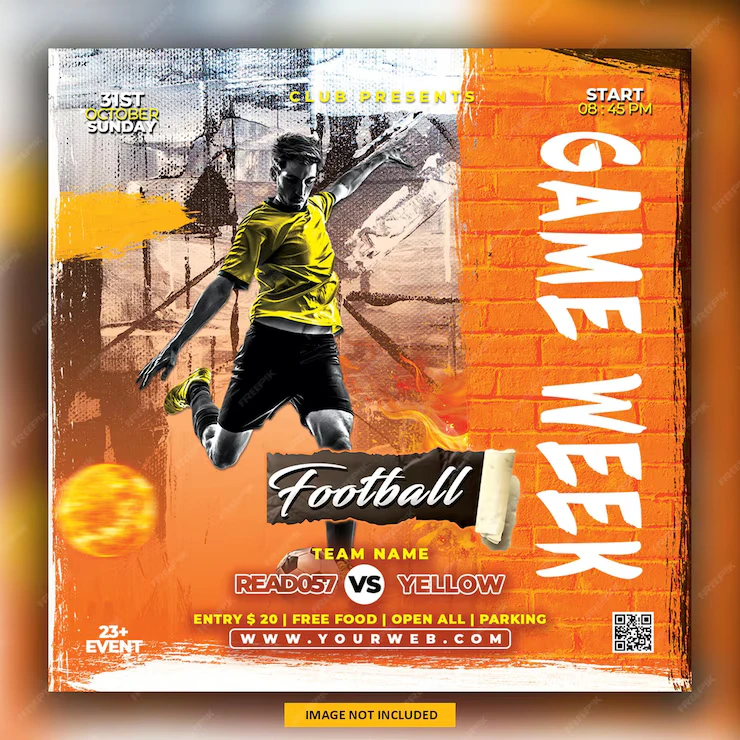 31ST
OCTOBER
SUNDAY
CLUB PRESENTS
START
08 : 45 PM
GAME WEEK
Football
TEAM NAME
READ057 VS YELLOW
ENTRY $ 20 | FREE FOOD | OPEN ALL | PARKING
WWW.YOURWEB.COM
23+
EVENT
IMAGE NOT INCLUDED
FREEPIK